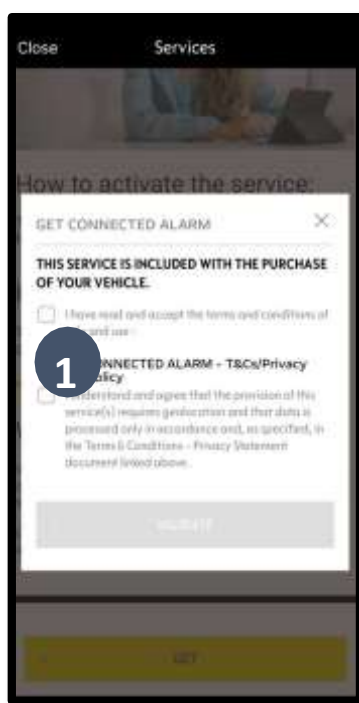 Close Services
How to activate the service:
GET CONNECTED ALARM
THIS SERVICE IS INCLUDED WITH THE PURCHASE
OF YOUR VEHICLE.
I have read and accept the terms and conditions of
and use :
1
NNECTED ALARM - T&Cs/Privacy
olicy
I understand and agree that the provision of this
service(s) requires geolocation and that data is
processed only in accordance and, as specified, in
the Terms & Conditions - Privacy Statement
document linked above.
VALIDATE
GET